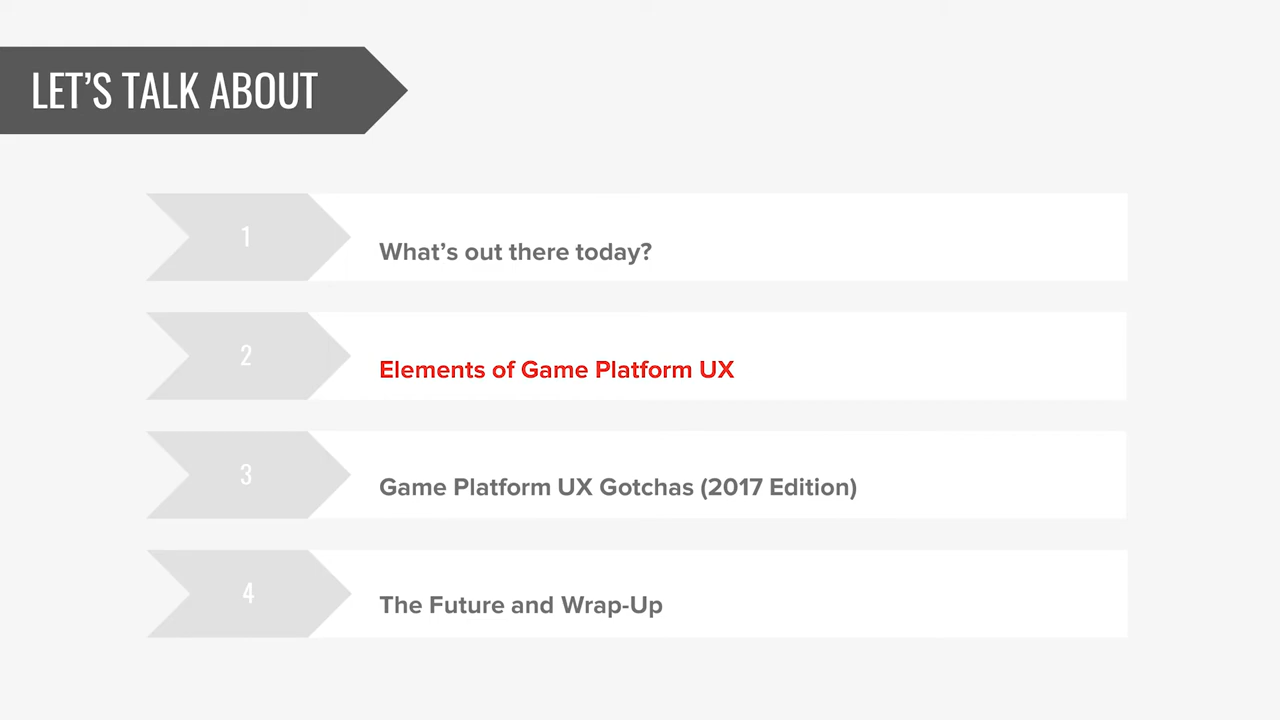 LET’S TALK ABOUT
1
What’s out there today?
2
Elements of Game Platform UX
3
Game Platform UX Gotchas (2017 Edition)
4
The Future and Wrap-Up